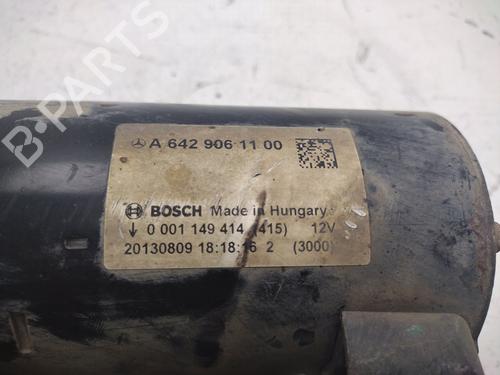 A 642 906 11 00
BOSCH Made in Hungary
0 001 149 414 (415) 12V
20130809 18:18:16 2 (3000)
B-PARTS